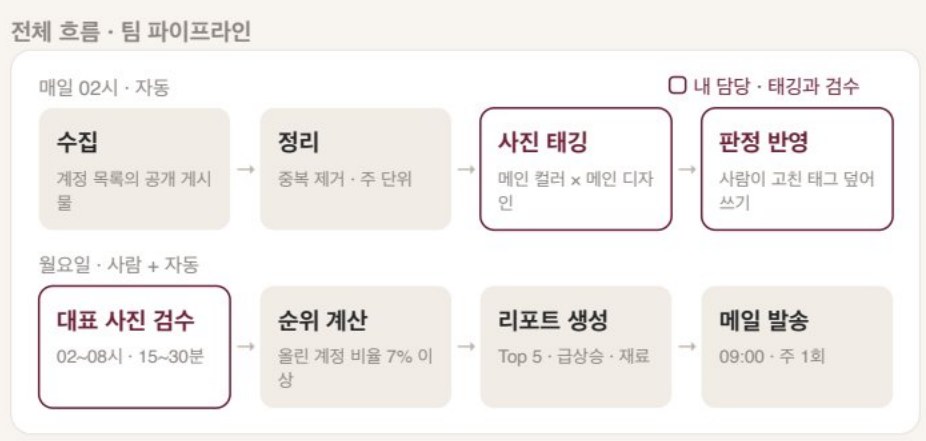 전체 흐름 · 팀 파이프라인
매일 02시 · 자동
내 담당 · 태깅과 검수
수집
계정 목록의 공개 게시
물
→
정리
중복 제거 · 주 단위
→
사진 태깅
메인 컬러 × 메인 디자
인
→
판정 반영
사람이 고친 태그 덮어
쓰기
월요일 · 사람 + 자동
대표 사진 검수
02~08시 · 15~30분
→
순위 계산
올린 계정 비율 7% 이
상
→
리포트 생성
Top 5 · 급상승 · 재료
→
메일 발송
09:00 · 주 1회